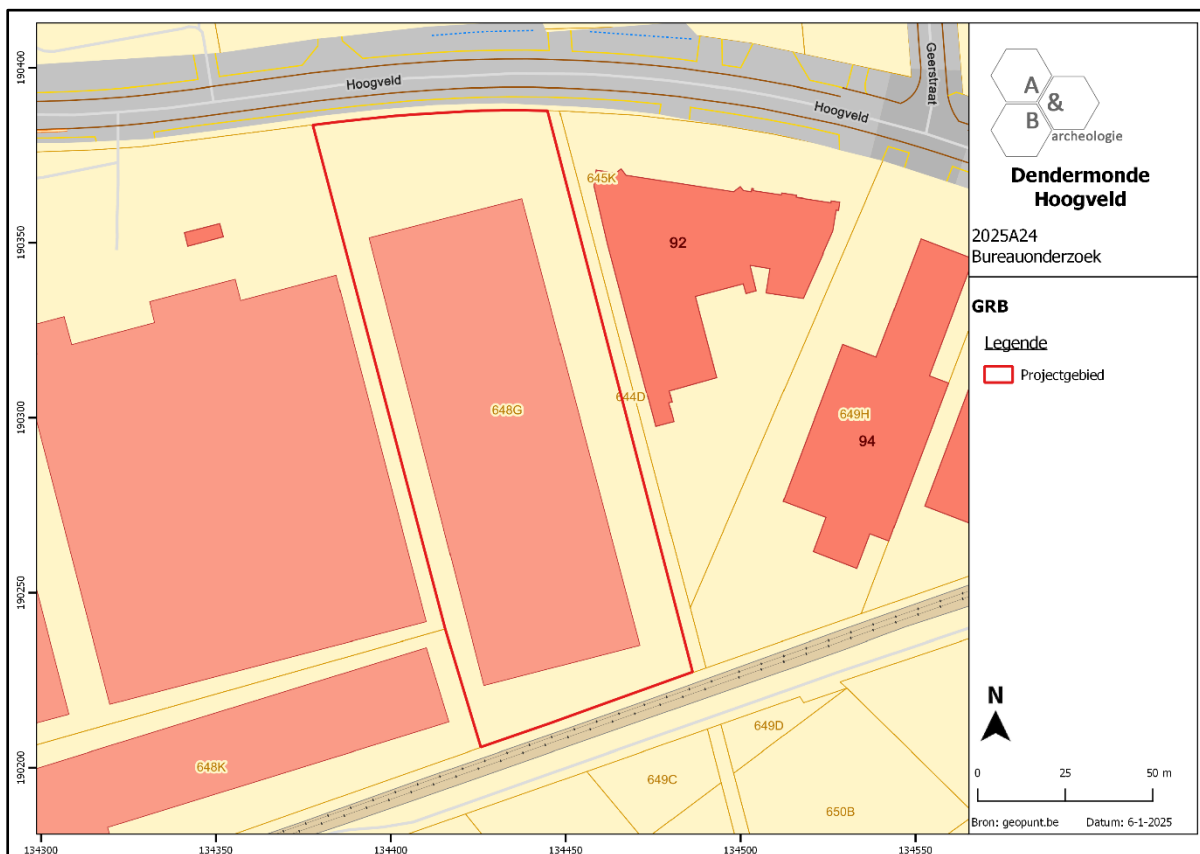 Hoogveld
Hoogveld
Geerstraat
645K
92
648G
644D
649H
94
648K
649D
649C
650B
190400
190350
190300
190250
190200
134300
134350
134400
134450
134500
134550
A
&
B
archeologie
Dendermonde
Hoogveld
2025A24
Bureauonderzoek
GRB
Legende
Projectgebied
N
0 25 50 m
Bron: geopunt.be Datum: 6-1-2025